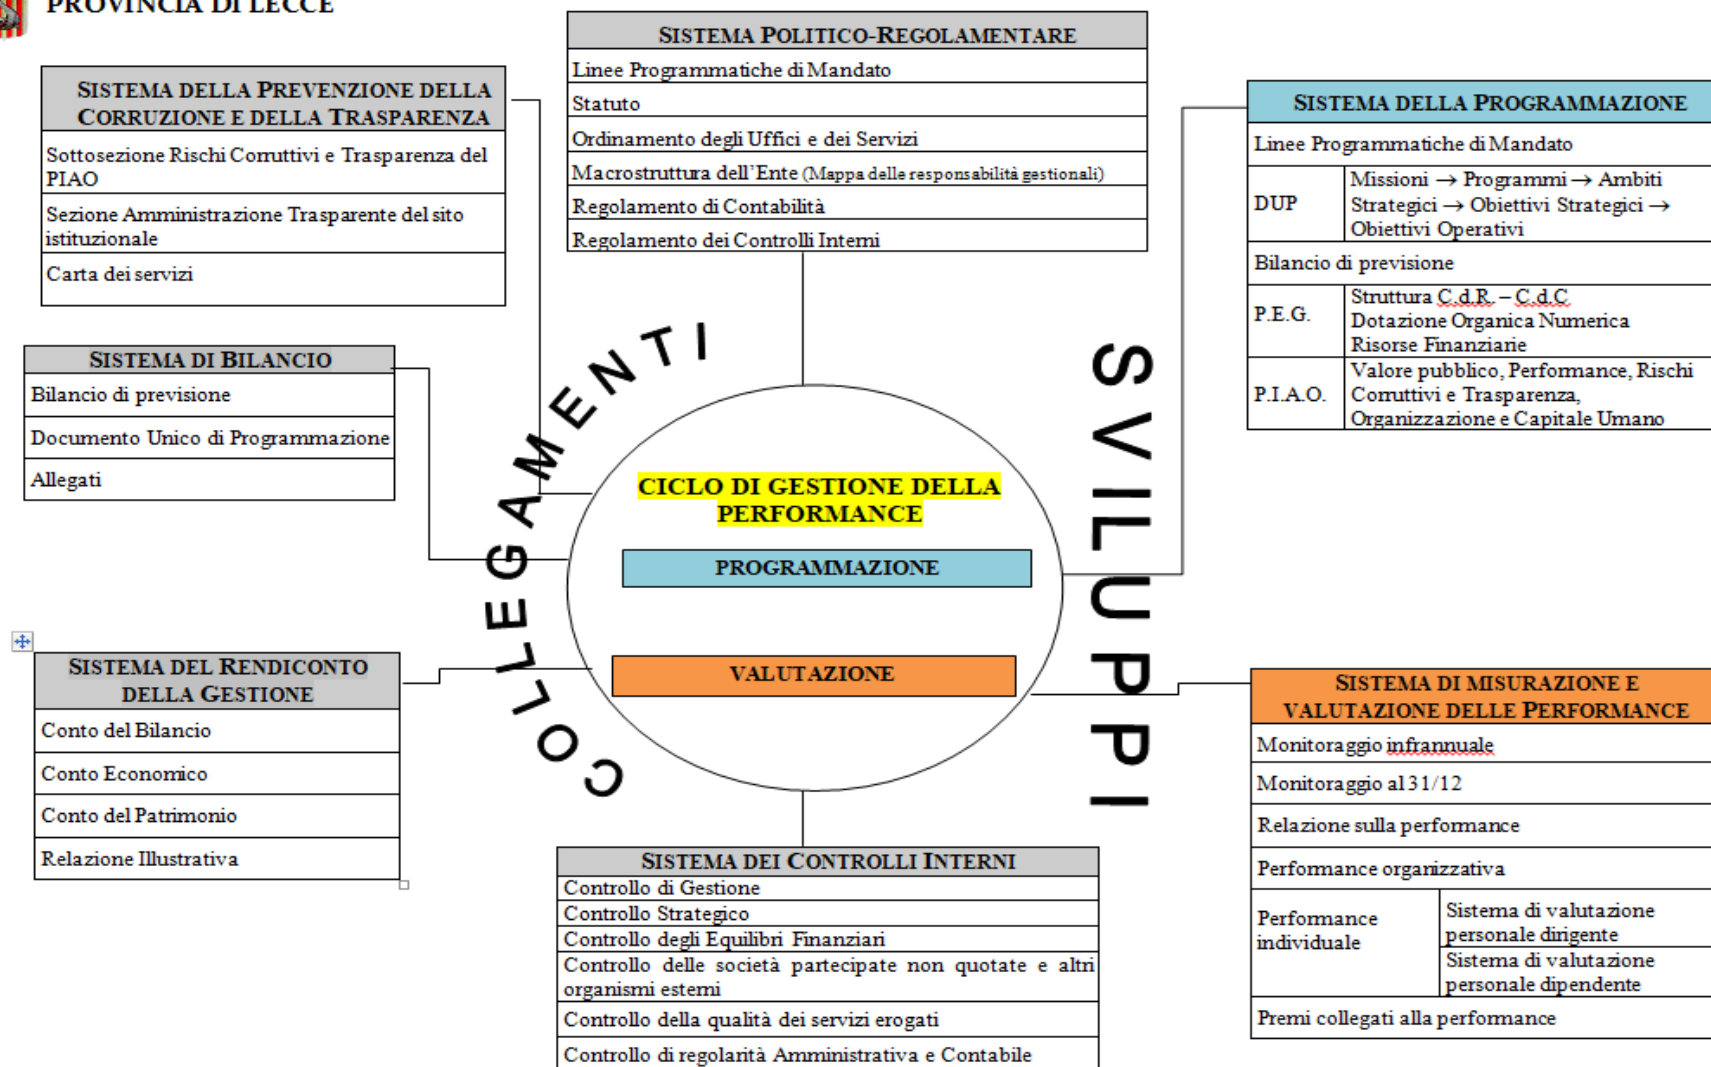 PROVINCIA DI LECCE
SISTEMA POLITICO-REGOLAMENTARE
Linee Programmatiche di Mandato
Statuto
Ordinamento degli Uffici e dei Servizi
Macrostruttura dell'Ente (Mappa delle responsabilità gestionali)
Regolamento di Contabilità
Regolamento dei Controlli Interni
SISTEMA DELLA PREVENZIONE DELLA
CORRUZIONE E DELLA TRASPARENZA
Sottosezione Rischi Corruttivi e Trasparenza del
PIAO
Sezione Amministrazione Trasparente del sito
istituzionale
Carta dei servizi
SISTEMA DELLA PROGRAMMAZIONE
Linee Programmatiche di Mandato
DUP
Missioni → Programmi → Ambiti
Strategici → Obiettivi Strategici →
Obiettivi Operativi
Bilancio di previsione
P.E.G.
Struttura C.d.R. – C.d.C
Dotazione Organica Numerica
Risorse Finanziarie
P.I.A.O.
Valore pubblico, Performance, Rischi
Corruttivi e Trasparenza,
Organizzazione e Capitale Umano
SISTEMA DI BILANCIO
Bilancio di previsione
Documento Unico di Programmazione
Allegati
COLLEGAMENTI
SVILUPPI
CICLO DI GESTIONE DELLA
PERFORMANCE
PROGRAMMAZIONE
VALUTAZIONE
SISTEMA DEL RENDICONTO
DELLA GESTIONE
Conto del Bilancio
Conto Economico
Conto del Patrimonio
Relazione Illustrativa
SISTEMA DI MISURAZIONE E
VALUTAZIONE DELLE PERFORMANCE
Monitoraggio infrannuale
Monitoraggio al 31/12
Relazione sulla performance
Performance organizzativa
Performance
individuale
Sistema di valutazione
personale dirigente
Sistema di valutazione
personale dipendente
Premi collegati alla performance
SISTEMA DEI CONTROLLI INTERNI
Controllo di Gestione
Controllo Strategico
Controllo degli Equilibri Finanziari
Controllo delle società partecipate non quotate e altri
organismi esterni
Controllo della qualità dei servizi erogati
Controllo di regolarità Amministrativa e Contabile